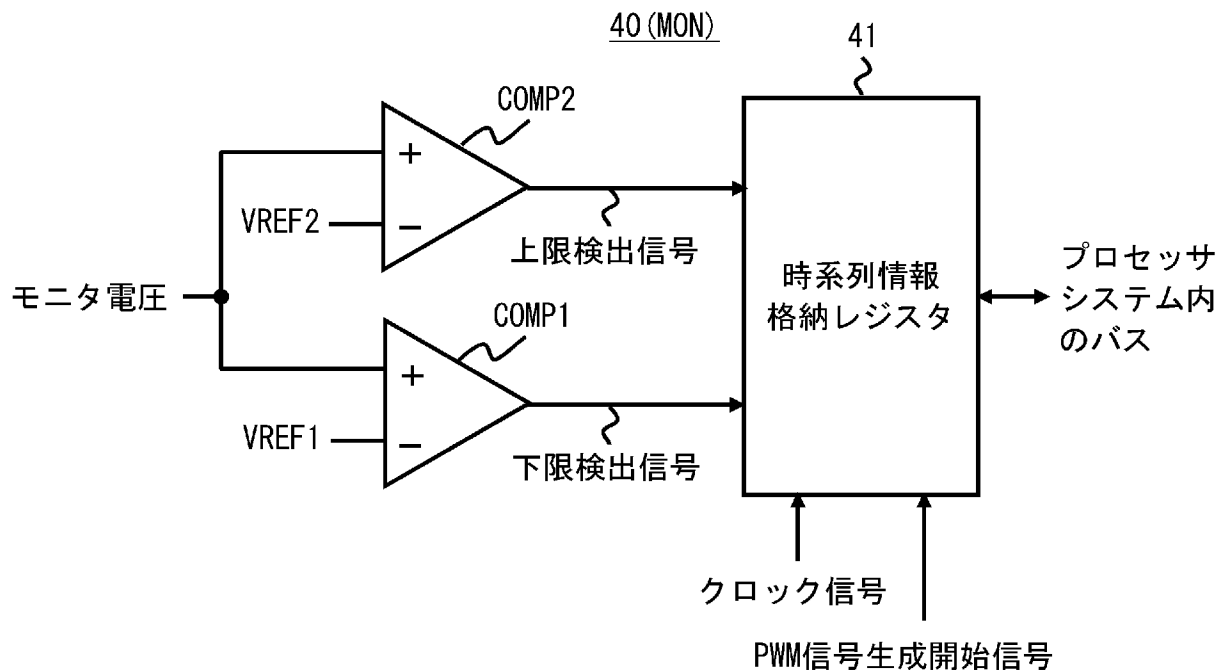 40(MON)
41
COMP2
+
VREF2
−
上限検出信号
モニタ電圧
COMP1
+
VREF1
−
下限検出信号
時系列情報
格納レジスタ
プロセッサ
システム内
のバス
クロック信号
PWM信号生成開始信号